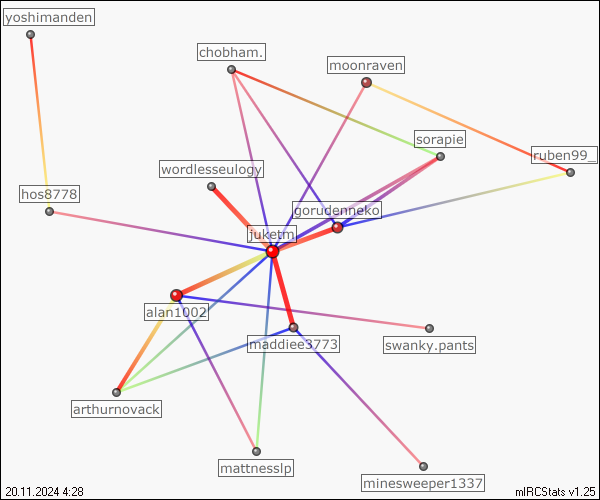 yoshimanden
chobham.
moonraven
sorapie
ruben99_
wordlesseulogy
hos8778
gorudenneko
juketm
alan1002
maddiee3773
swanky.pants
arthurnovack
mattnesslp
minesweeper1337
20.11.2024 4:28
mIRCStats v1.25